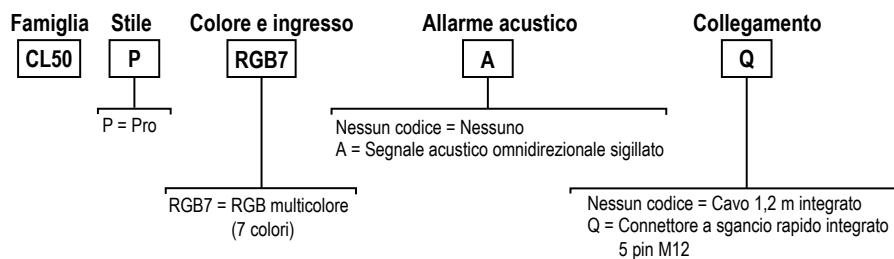 Famiglia Stile Colore e ingresso Allarme acustico Collegamento
CL50 P RGB7 A Q
P = Pro
Nessun codice = Nessuno
A = Segnale acustico omnidirezionale sigillato
RGB7 = RGB multicolore
(7 colori)
Nessun codice = Cavo 1,2 m integrato
Q = Connettore a sgancio rapido integrato
5 pin M12